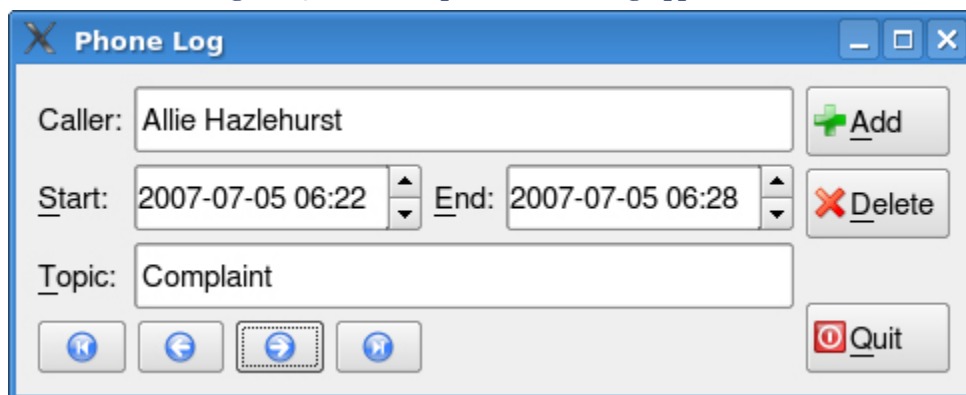 Phone Log
Caller: Allie Hazlehurst
Add
Start: 2007-07-05 06:22 End: 2007-07-05 06:28
Delete
Topic: Complaint
Quit